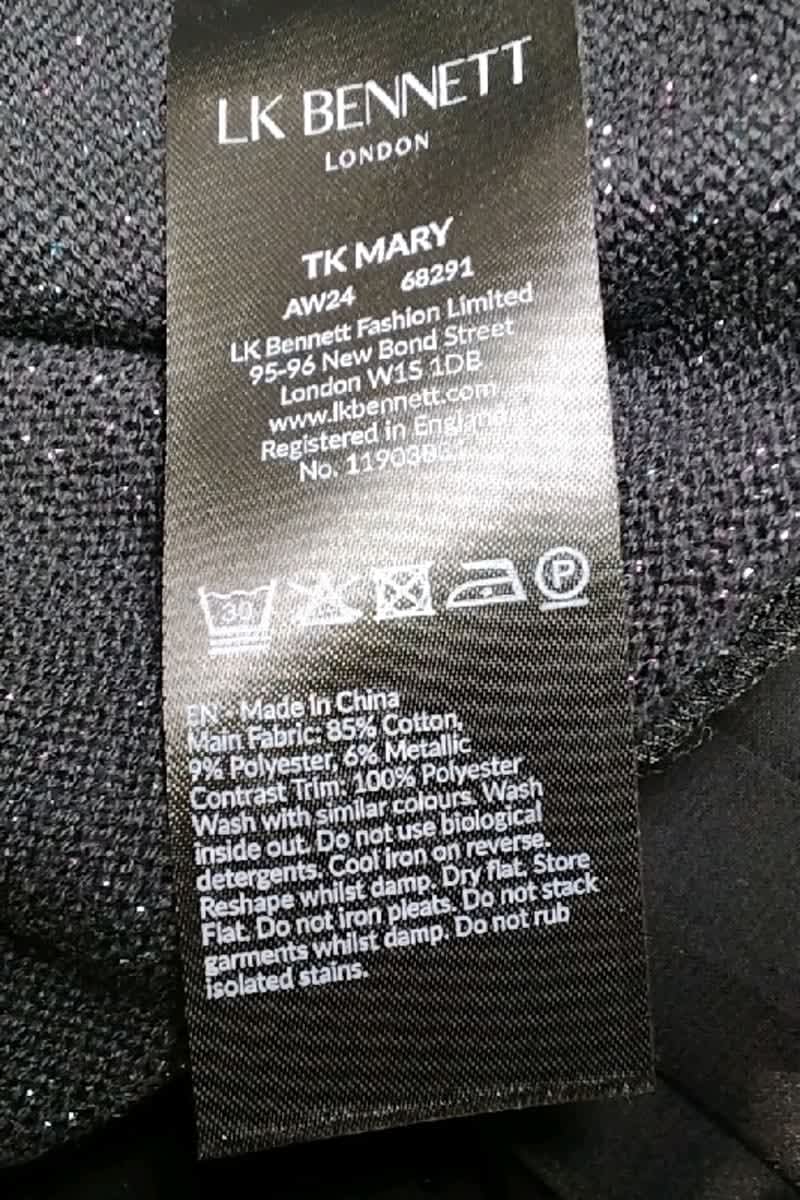 LK BENNETT
LONDON
TK MARY
AW24 68291
LK Bennett Fashion Limited
95-96 New Bond Street
London W1S 1DB
www.lkbennett.com
Registered in England
No.
30
P
EN - Made in China
Main Fabric: 85% Cotton,
9% Polyester, 6% Metallic
Contrast Trim: 100% Polyester
Wash with similar colours. Wash
inside out. Do not use biological
detergents. Cool iron on reverse.
Reshape whilst damp. Dry flat. Store
Flat. Do not iron pleats. Do not stack
garments whilst damp. Do not rub
isolated stains.